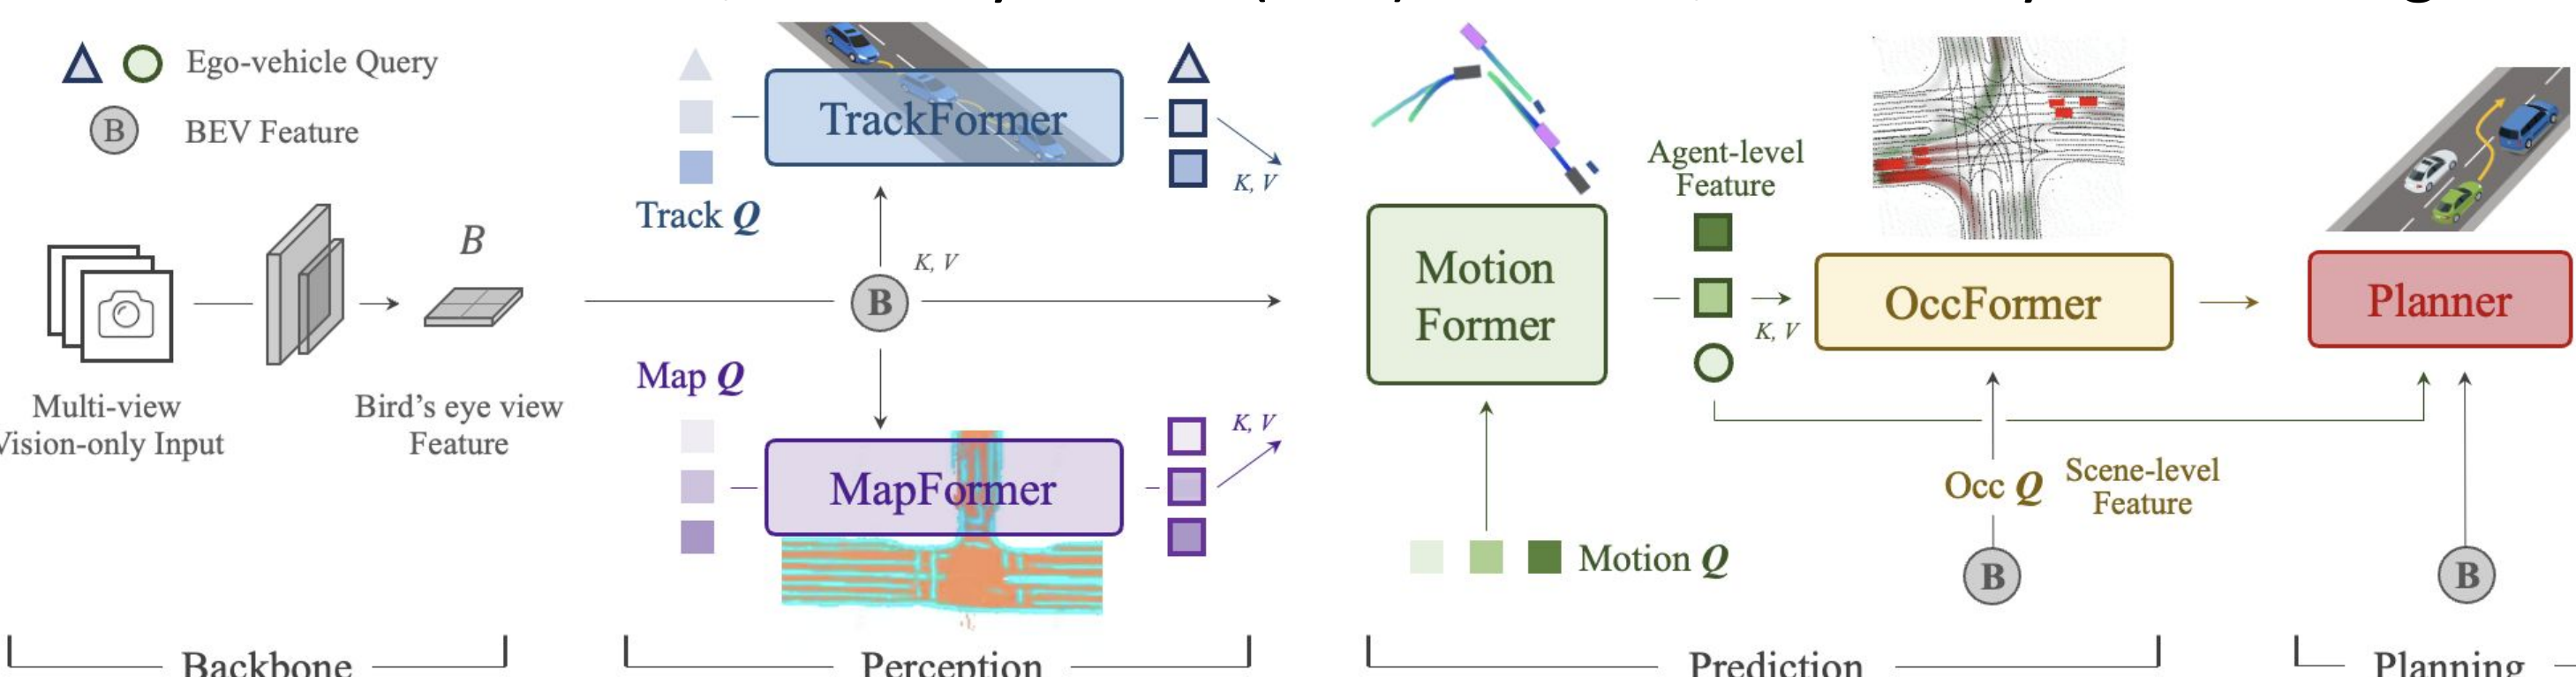 Ego-vehicle Query
B
BEV Feature
B
Multi-view
Vision-only Input
Bird's eye view
Feature
Track Q
TrackFormer
K, V
K, V
B
Map Q
MapFormer
K, V
Motion
Former
Motion Q
Agent-level
Feature
K, V
OccFormer
Occ Q
Scene-level
Feature
B
Planner
B
Backbone
Perception
Prediction
Planning